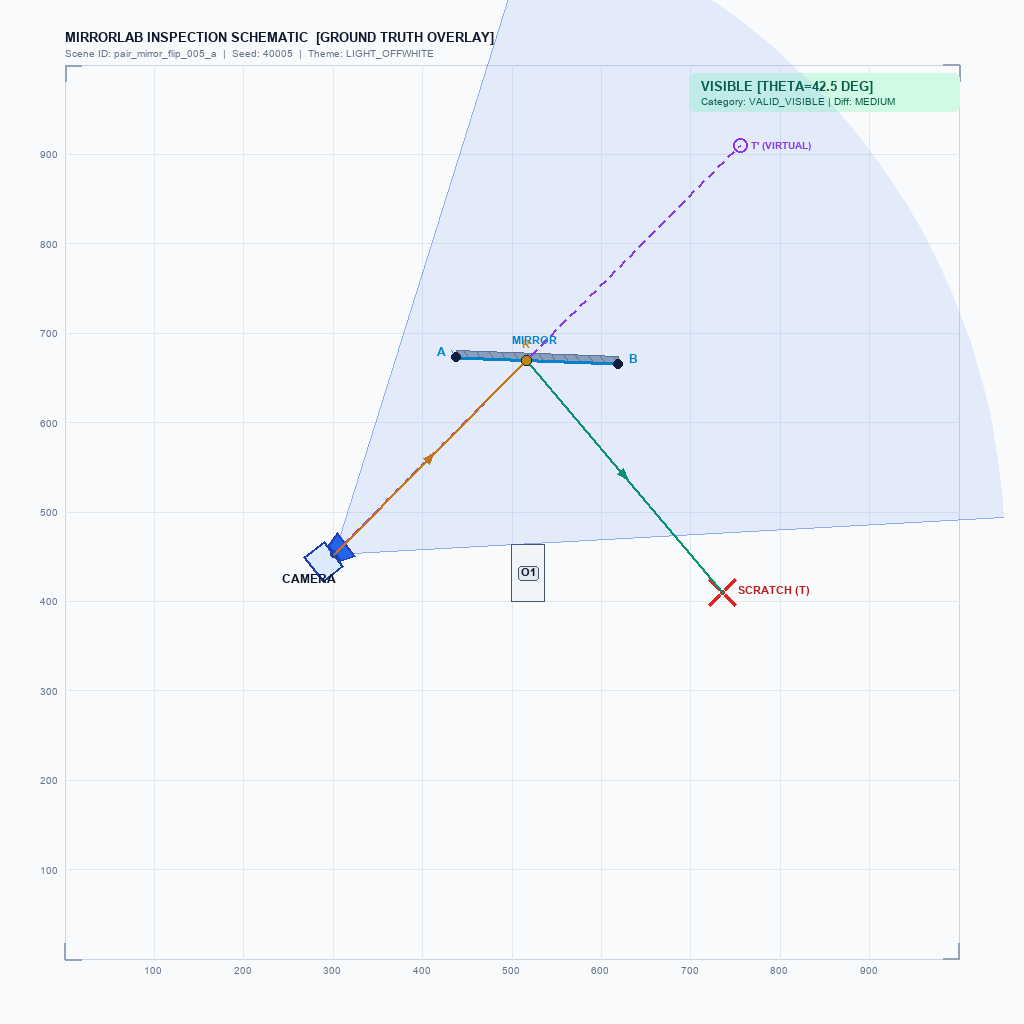 MIRRORLAB INSPECTION SCHEMATIC [GROUND TRUTH OVERLAY]
Scene ID: pair_mirror_flip_005_a | Seed: 40005 | Theme: LIGHT_OFFWHITE
VISIBLE [THETA=42.5 DEG]
Category: VALID_VISIBLE | Diff: MEDIUM
T' (VIRTUAL)
MIRROR
R
A
B
O1
CAMERA
SCRATCH (T)
900
800
700
600
500
400
300
200
100
100 200 300 400 500 600 700 800 900